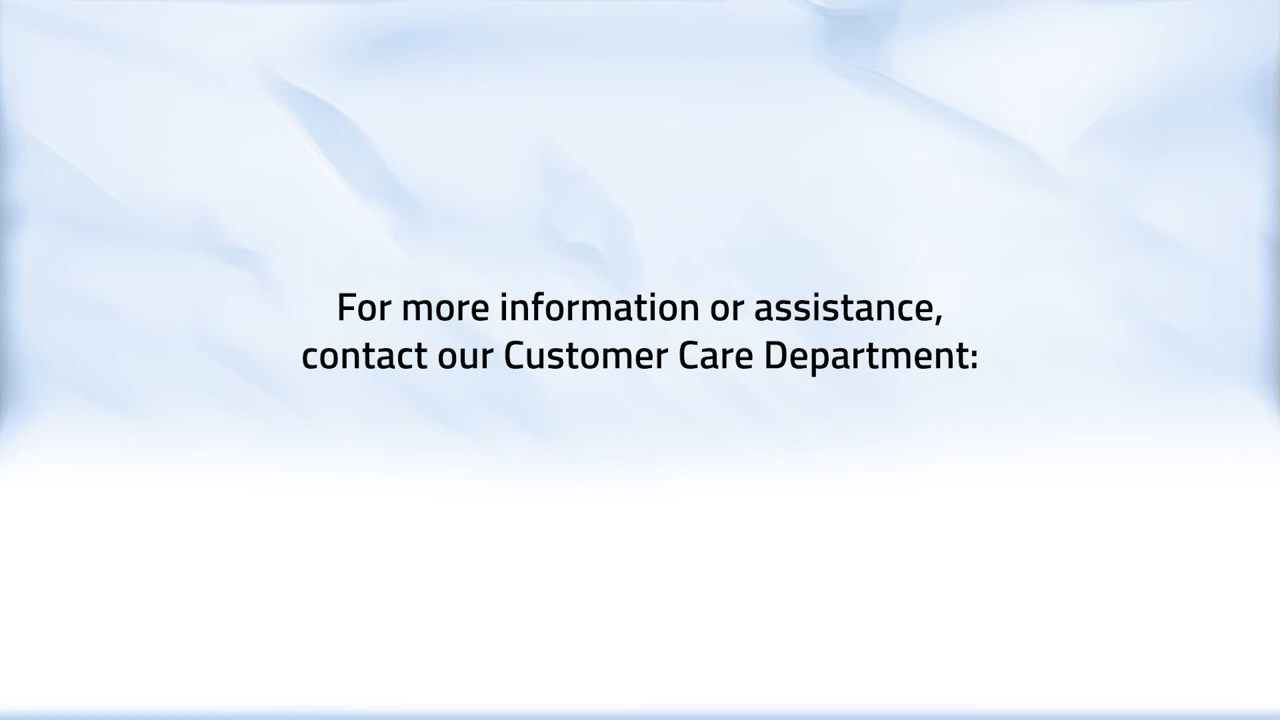 For more information or assistance,
contact our Customer Care Department: